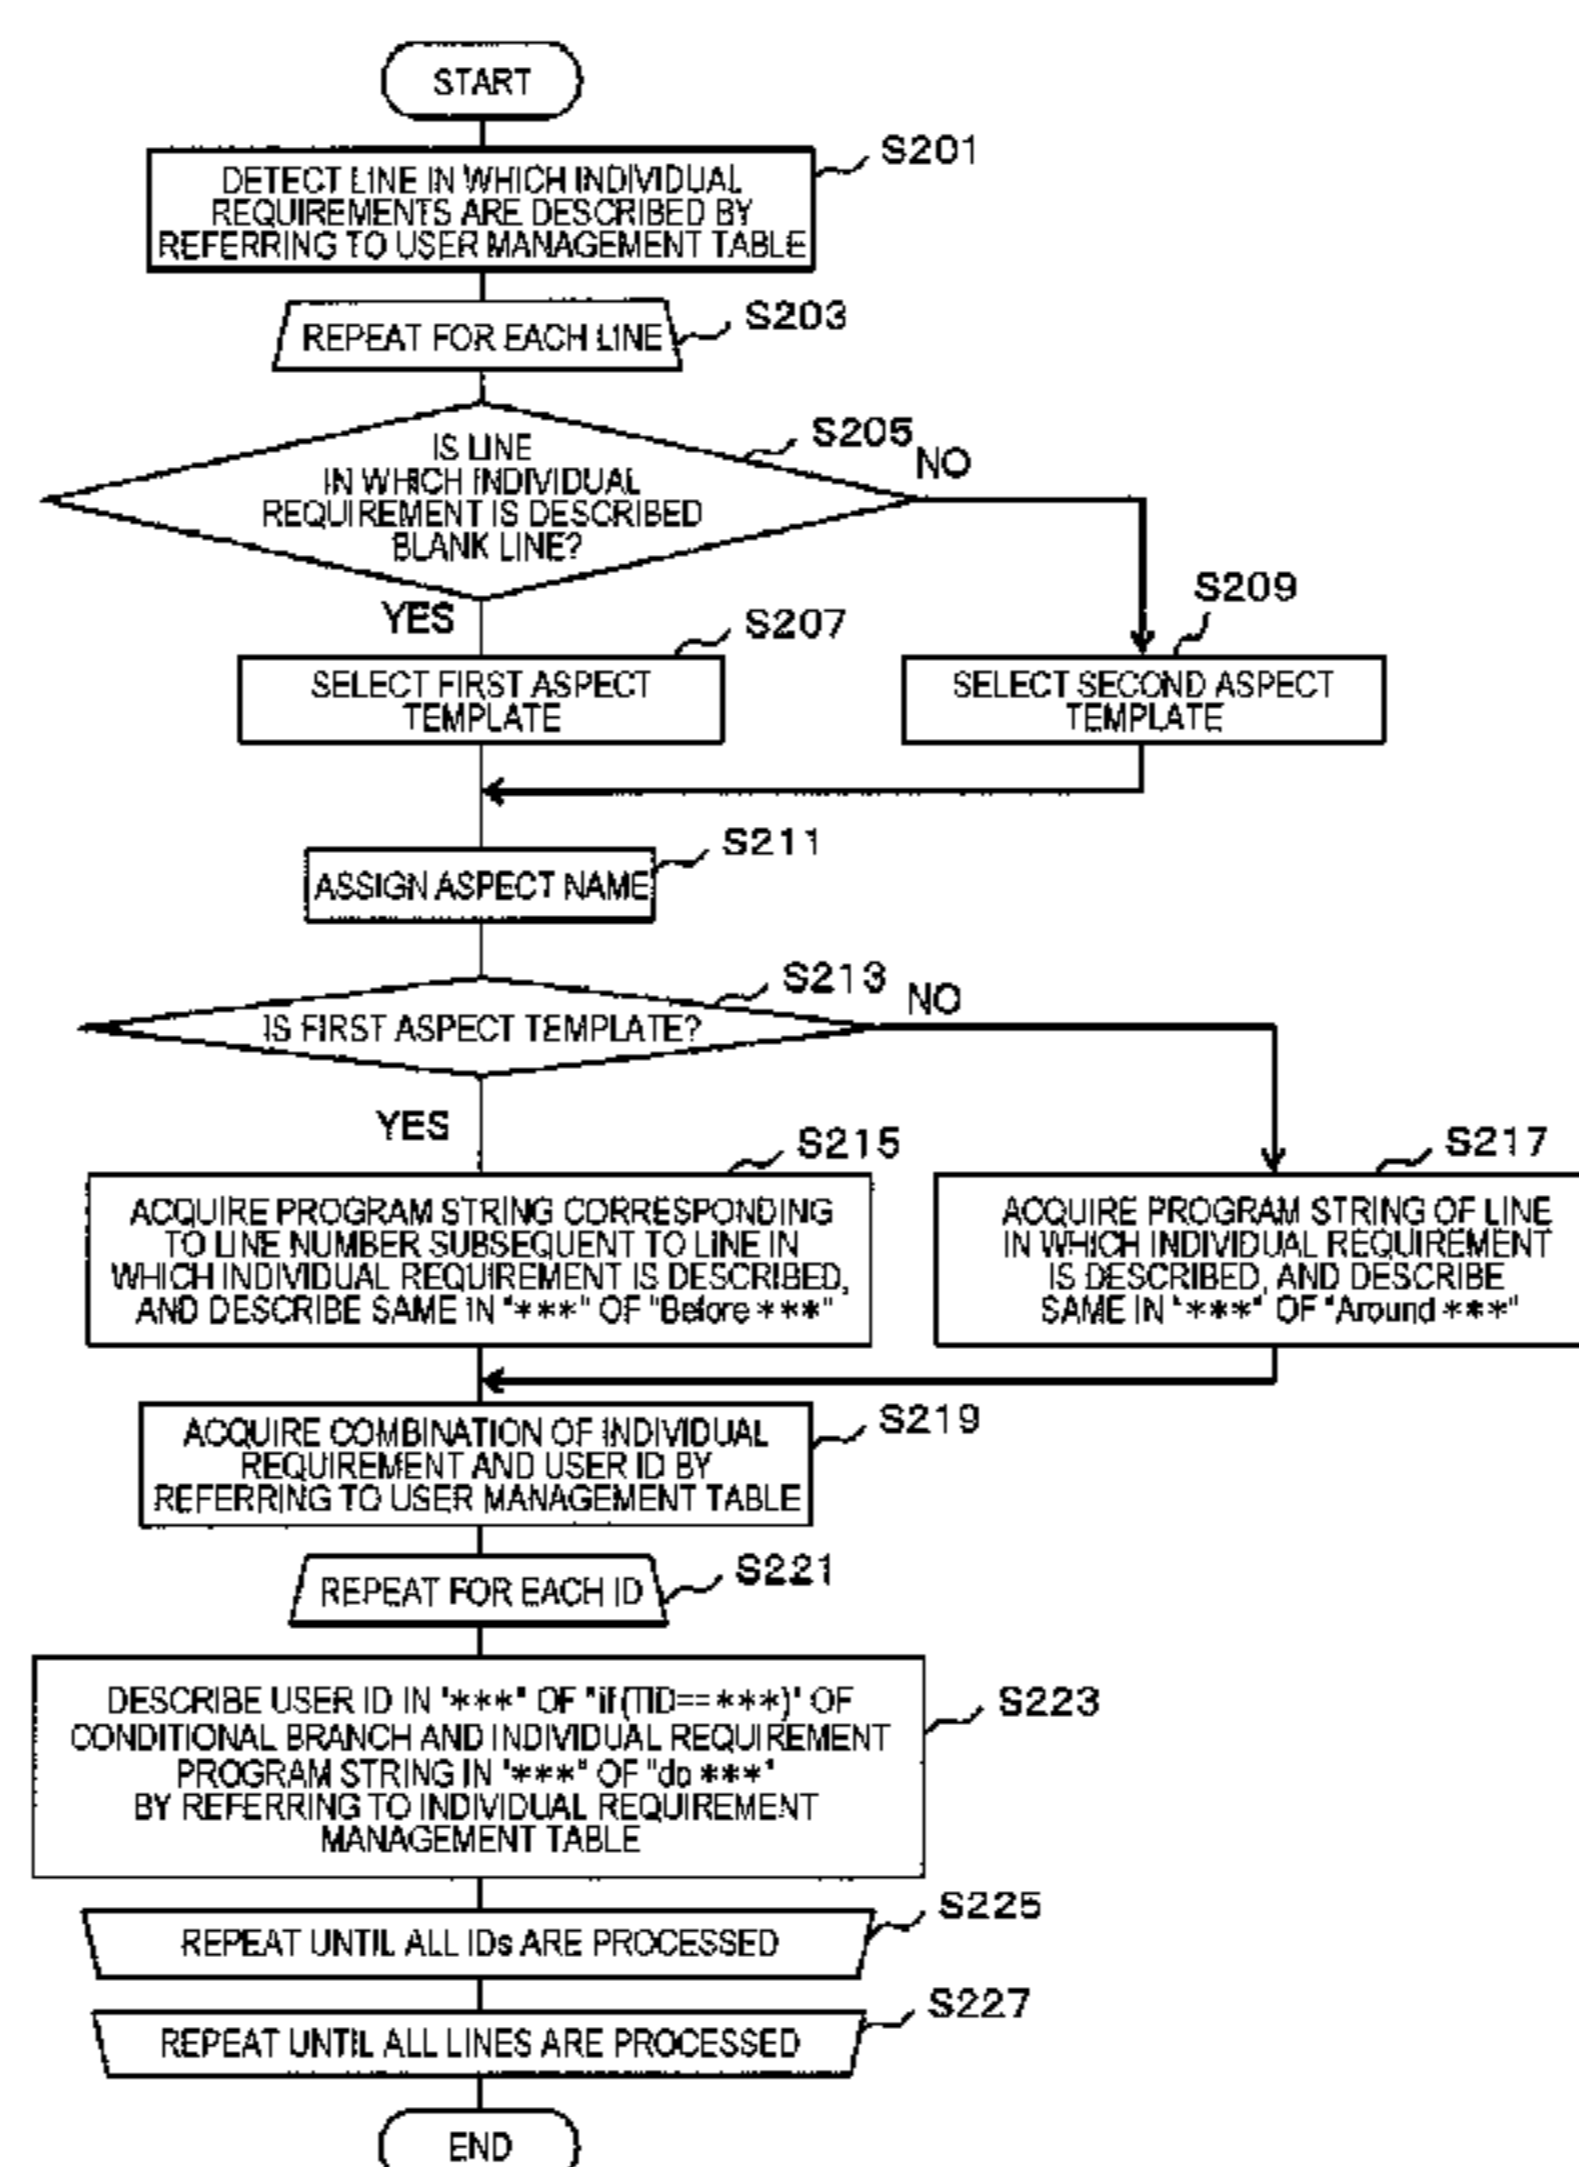 START
S201
DETECT LINE IN WHICH INDIVIDUAL
REQUIREMENTS ARE DESCRIBED BY
REFERRING TO USER MANAGEMENT TABLE
S203
REPEAT FOR EACH LINE
S205
IS LINE
IN WHICH INDIVIDUAL
REQUIREMENT IS DESCRIBED
BLANK LINE?
NO
YES
S207
SELECT FIRST ASPECT
TEMPLATE
S209
SELECT SECOND ASPECT
TEMPLATE
S211
ASSIGN ASPECT NAME
S213
IS FIRST ASPECT TEMPLATE?
NO
YES
S215
ACQUIRE PROGRAM STRING CORRESPONDING
TO LINE NUMBER SUBSEQUENT TO LINE IN
WHICH INDIVIDUAL REQUIREMENT IS DESCRIBED,
AND DESCRIBE SAME IN "***" OF "Before ***"
S217
ACQUIRE PROGRAM STRING OF LINE
IN WHICH INDIVIDUAL REQUIREMENT
IS DESCRIBED, AND DESCRIBE
SAME IN "***" OF "Around ***"
S219
ACQUIRE COMBINATION OF INDIVIDUAL
REQUIREMENT AND USER ID BY
REFERRING TO USER MANAGEMENT TABLE
S221
REPEAT FOR EACH ID
S223
DESCRIBE USER ID IN "***" OF "if(TID==***)" OF
CONDITIONAL BRANCH AND INDIVIDUAL REQUIREMENT
PROGRAM STRING IN "***" OF "do ***"
BY REFERRING TO INDIVIDUAL REQUIREMENT
MANAGEMENT TABLE
S225
REPEAT UNTIL ALL IDs ARE PROCESSED
S227
REPEAT UNTIL ALL LINES ARE PROCESSED
END